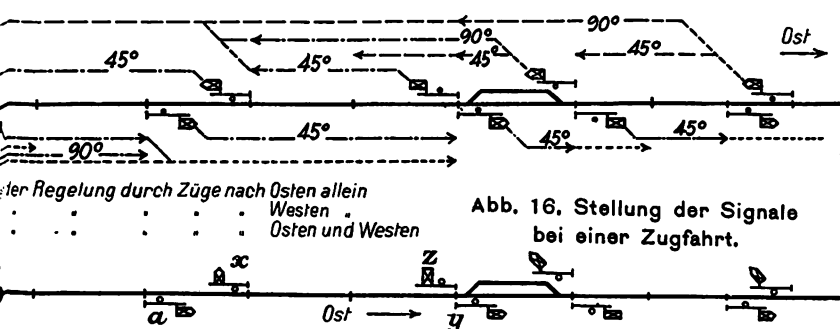 90° Ost
90°
45° 45° 45° 45°
45° 45° 45°
90°
der Regelung durch Züge nach Osten allein
" " " " " Westen "
" " " " " Osten und Westen
Abb. 16. Stellung der Signale
bei einer Zugfahrt.
x z
a Ost y